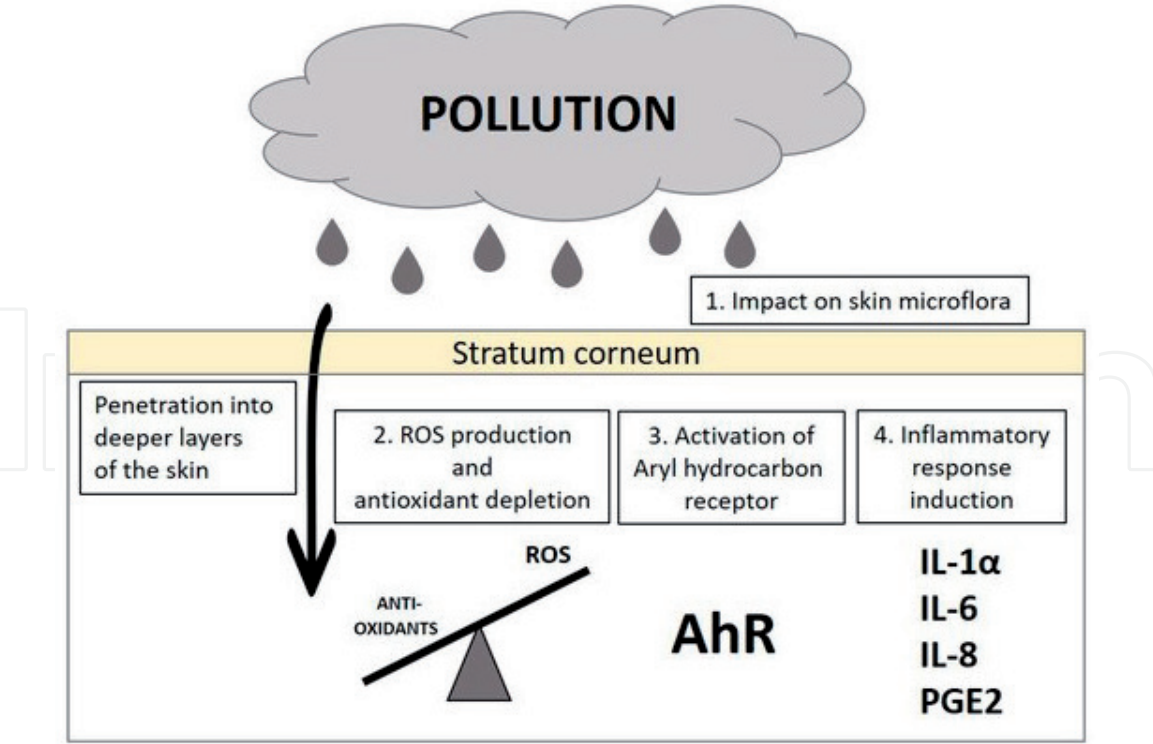 POLLUTION
1. Impact on skin microflora
Stratum corneum
Penetration into
deeper layers
of the skin
2. ROS production
and
antioxidant depletion
3. Activation of
Aryl hydrocarbon
receptor
4. Inflammatory
response
induction
ROS
ANTI-
OXIDANTS
AhR
IL-1α
IL-6
IL-8
PGE2